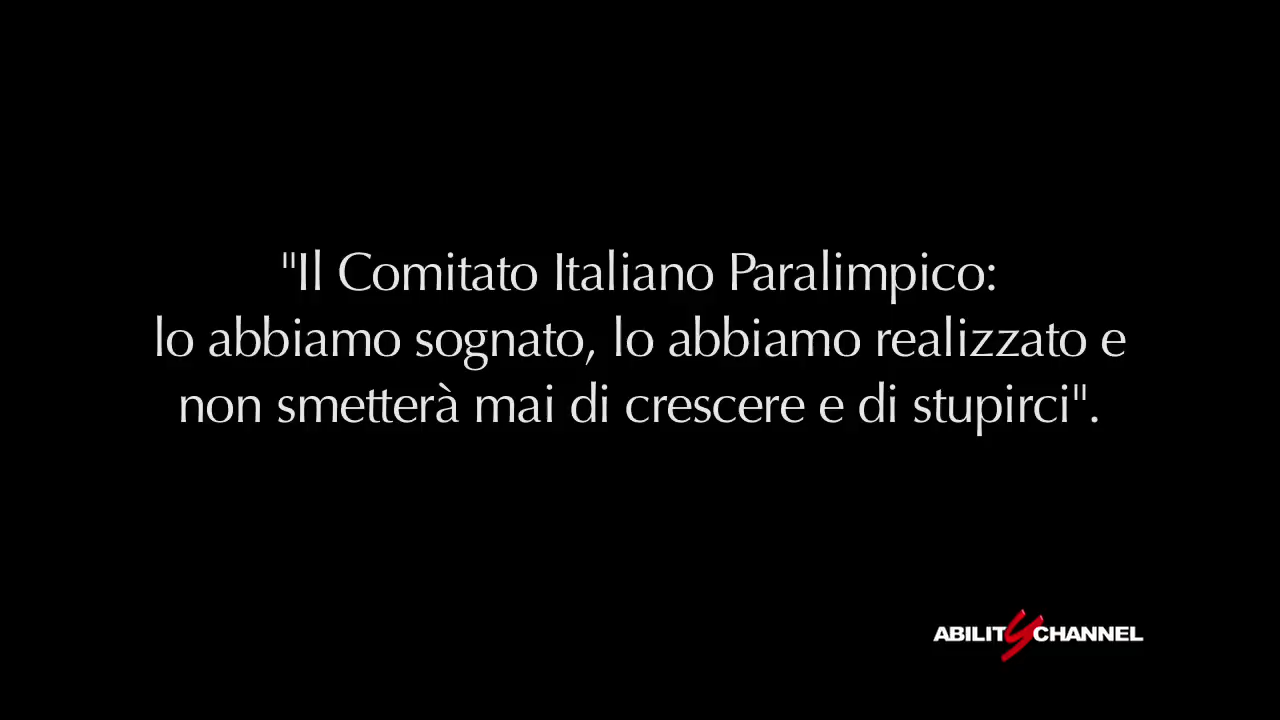 "Il Comitato Italiano Paralimpico:
lo abbiamo sognato, lo abbiamo realizzato e
non smetterà mai di crescere e di stupirci".
ABILITYCHANNEL